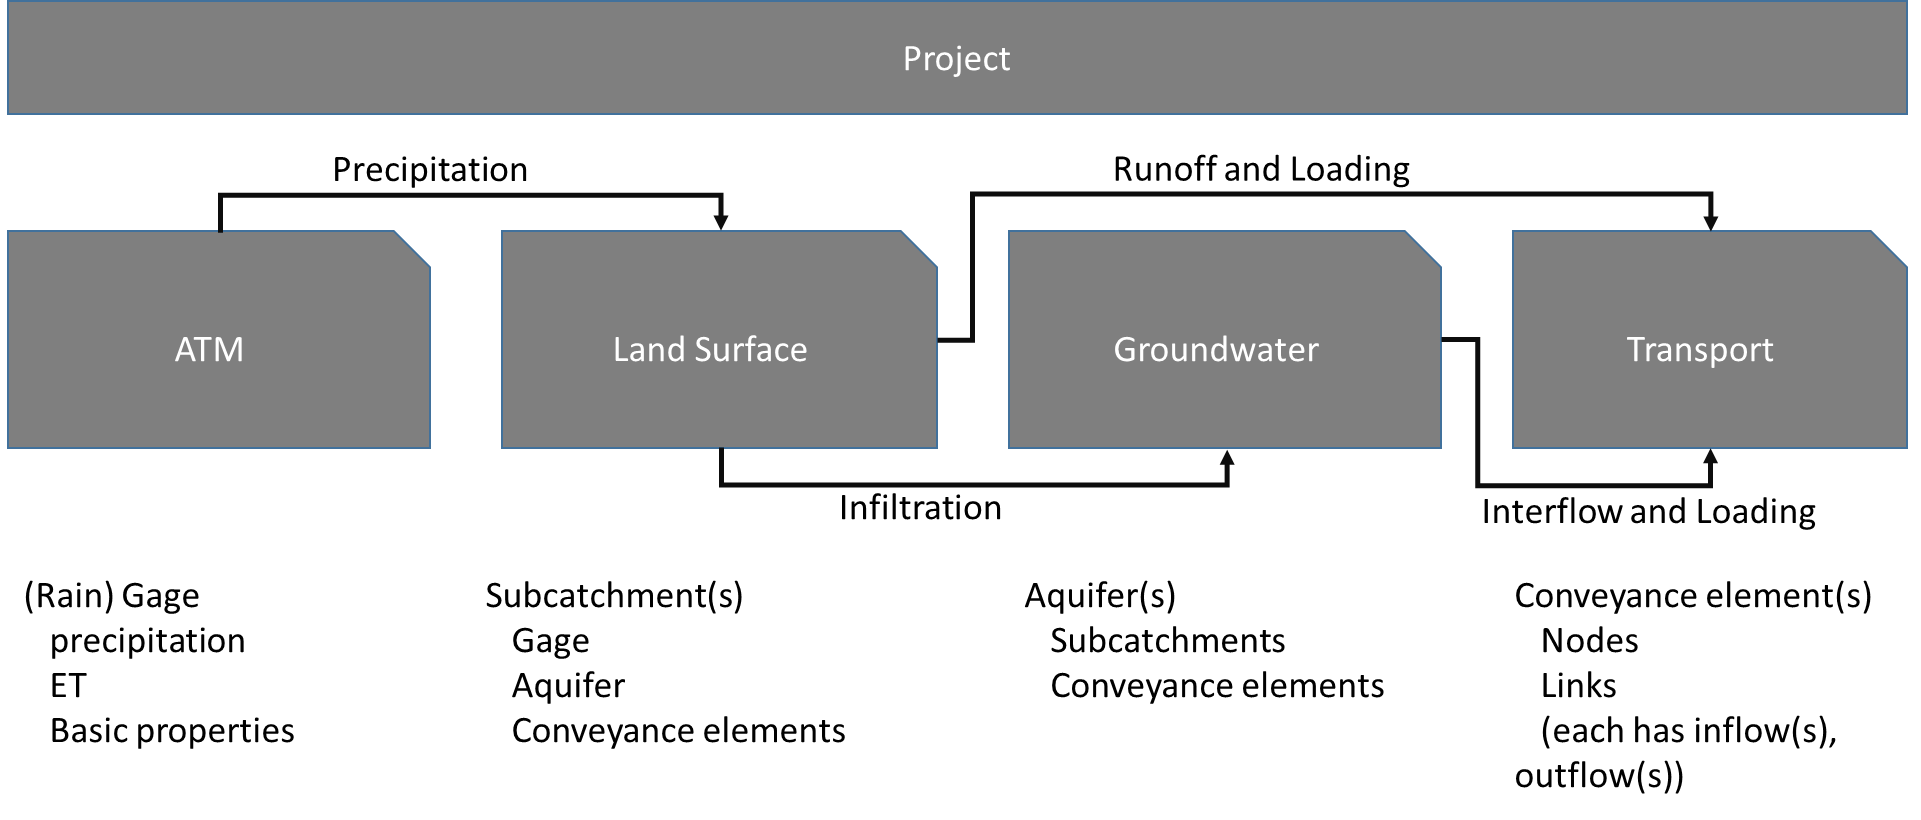 Project
Precipitation
Runoff and Loading
ATM
Land Surface
Groundwater
Transport
Infiltration
Interflow and Loading
(Rain) Gage
precipitation
ET
Basic properties
Subcatchment(s)
Gage
Aquifer
Conveyance elements
Aquifer(s)
Subcatchments
Conveyance elements
Conveyance element(s)
Nodes
Links
(each has inflow(s),
outflow(s))